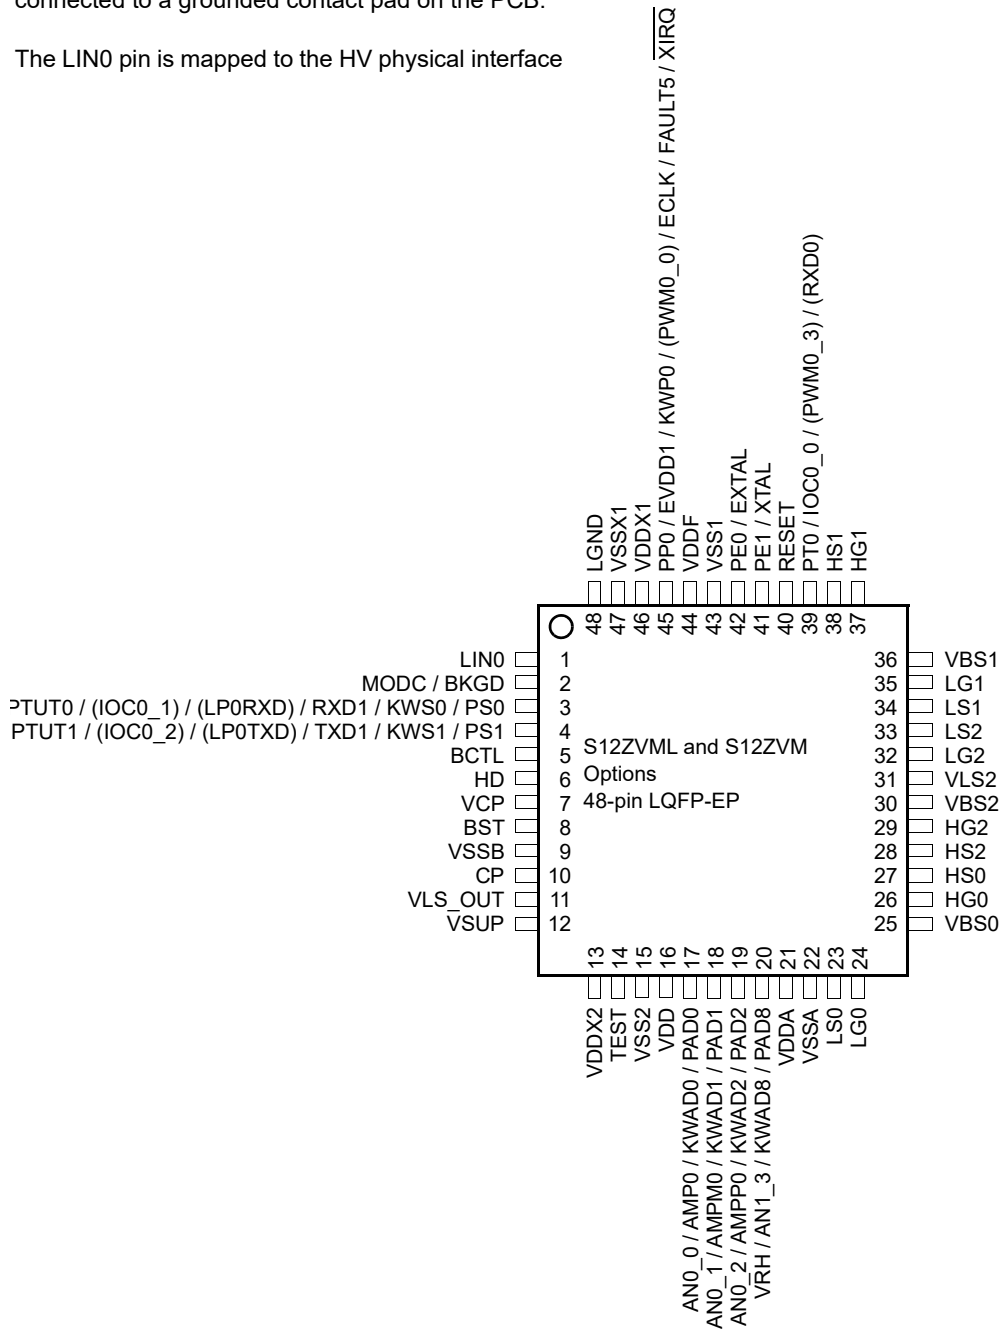 connected to a grounded contact pad on the PCB.
The LIN0 pin is mapped to the HV physical interface
PP0 / EVDD1 / KWP0 / (PWM0_0) / ECLK / FAULT5 / XIRQ
PT0 / IOC0_0 / (PWM0_3) / (RXD0)
LGND
VSSX1
VDDX1
VDDF
VSS1
PE0 / EXTAL
PE1 / XTAL
RESET
HS1
HG1
48
47
46
45
44
43
42
41
40
39
38
37
LIN0 1
MODC / BKGD 2
PTUT0 / (IOC0_1) / (LP0RXD) / RXD1 / KWS0 / PS0 3
PTUT1 / (IOC0_2) / (LP0TXD) / TXD1 / KWS1 / PS1 4
BCTL 5
HD 6
VCP 7
BST 8
VSSB 9
CP 10
VLS_OUT 11
VSUP 12
S12ZVML and S12ZVM
Options
48-pin LQFP-EP
36 VBS1
35 LG1
34 LS1
33 LS2
32 LG2
31 VLS2
30 VBS2
29 HG2
28 HS2
27 HS0
26 HG0
25 VBS0
13
14
15
16
17
18
19
20
21
22
23
24
VDDX2
TEST
VSS2
VDD
AN0_0 / AMP0 / KWAD0 / PAD0
AN0_1 / AMPM0 / KWAD1 / PAD1
AN0_2 / AMPP0 / KWAD2 / PAD2
VRH / AN1_3 / KWAD8 / PAD8
VDDA
VSSA
LS0
LG0